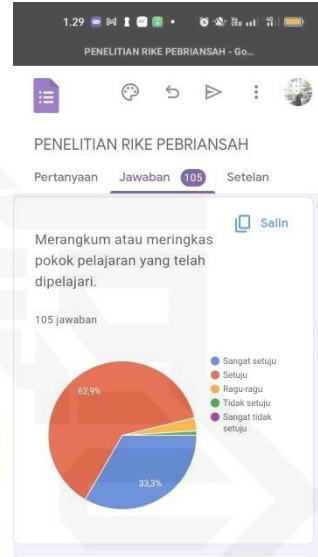 1.29
PENELITIAN RIKE PEBRIANSAH - Go...
PENELITIAN RIKE PEBRIANSAH
Pertanyaan Jawaban 105 Setelan
Salin
Merangkum atau meringkas
pokok pelajaran yang telah
dipelajari.
105 jawaban
62,9%
33,3%
Sangat setuju
Setuju
Ragu-ragu
Tidak setuju
Sangat tidak
setuju